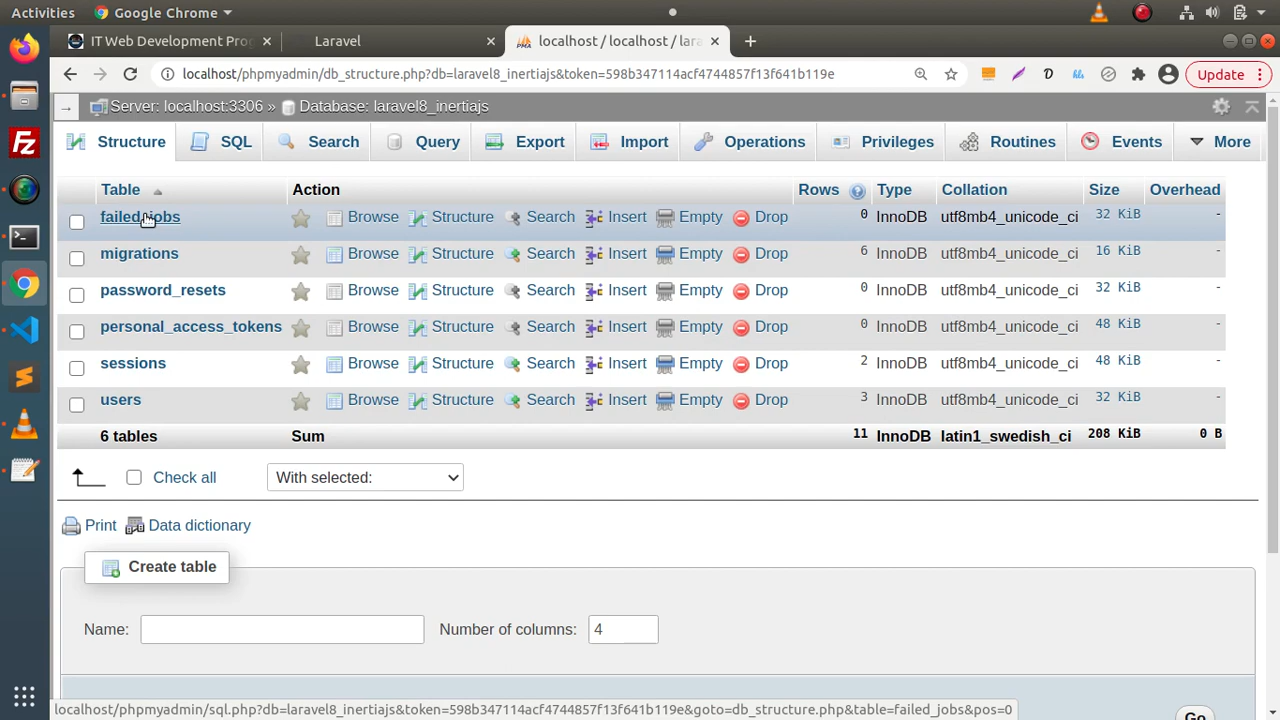 Activities Google Chrome
IT Web Development Pro Laravel localhost / localhost / lara
localhost/phpmyadmin/db_structure.php?db=laravel8_inertiajs&token=598b347114acf4744857f13f641b119e Update
Server: localhost:3306 » Database: laravel8_inertiajs
Structure SQL Search Query Export Import Operations Privileges Routines Events More
Table Action Rows Type Collation Size Overhead
failed_jobs Browse Structure Search Insert Empty Drop 0 InnoDB utf8mb4_unicode_ci 32 KiB -
migrations Browse Structure Search Insert Empty Drop 6 InnoDB utf8mb4_unicode_ci 16 KiB -
password_resets Browse Structure Search Insert Empty Drop 0 InnoDB utf8mb4_unicode_ci 32 KiB -
personal_access_tokens Browse Structure Search Insert Empty Drop 0 InnoDB utf8mb4_unicode_ci 48 KiB -
sessions Browse Structure Search Insert Empty Drop 2 InnoDB utf8mb4_unicode_ci 48 KiB -
users Browse Structure Search Insert Empty Drop 3 InnoDB utf8mb4_unicode_ci 32 KiB -
6 tables Sum 11 InnoDB latin1_swedish_ci 208 KiB 0 B
Check all With selected:
Print Data dictionary
Create table
Name: Number of columns: 4
Go
localhost/phpmyadmin/sql.php?db=laravel8_inertiajs&token=598b347114acf4744857f13f641b119e&goto=db_structure.php&table=failed_jobs&pos=0